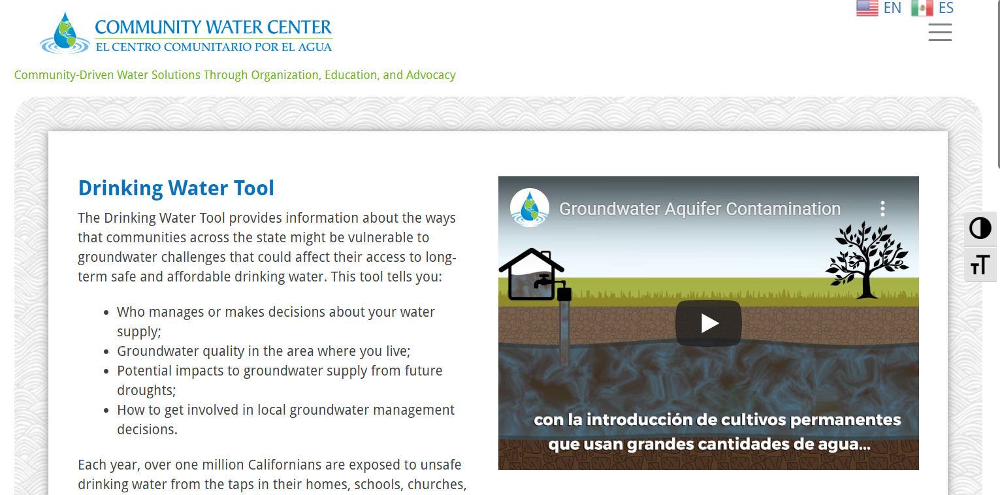 EN ES
COMMUNITY WATER CENTER
EL CENTRO COMUNITARIO POR EL AGUA
Community-Driven Water Solutions Through Organization, Education, and Advocacy
Drinking Water Tool
The Drinking Water Tool provides information about the ways
that communities across the state might be vulnerable to
groundwater challenges that could affect their access to long-
term safe and affordable drinking water. This tool tells you:
• Who manages or makes decisions about your water
supply;
• Groundwater quality in the area where you live;
• Potential impacts to groundwater supply from future
droughts;
• How to get involved in local groundwater management
decisions.
Each year, over one million Californians are exposed to unsafe
drinking water from the taps in their homes, schools, churches,
Groundwater Aquifer Contamination
con la introducción de cultivos permanentes
que usan grandes cantidades de agua...
TT